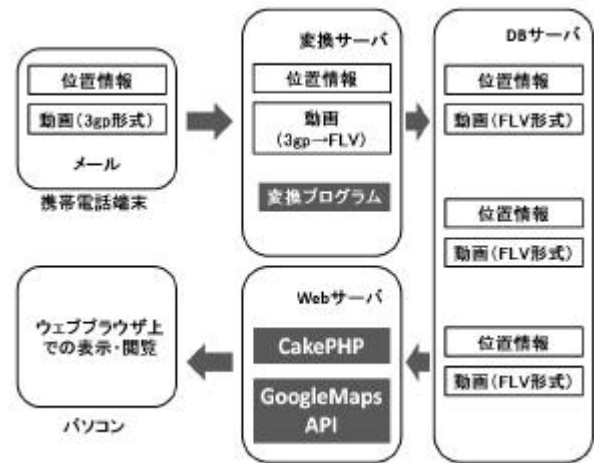 位置情報
動画(3gp形式)
メール
携帯電話端末
変換サーバ
位置情報
動画
(3gp→FLV)
変換プログラム
DBサーバ
位置情報
動画(FLV形式)
位置情報
動画(FLV形式)
位置情報
動画(FLV形式)
Webサーバ
CakePHP
GoogleMaps
API
ウェブブラウザ上
での表示・閲覧
パソコン